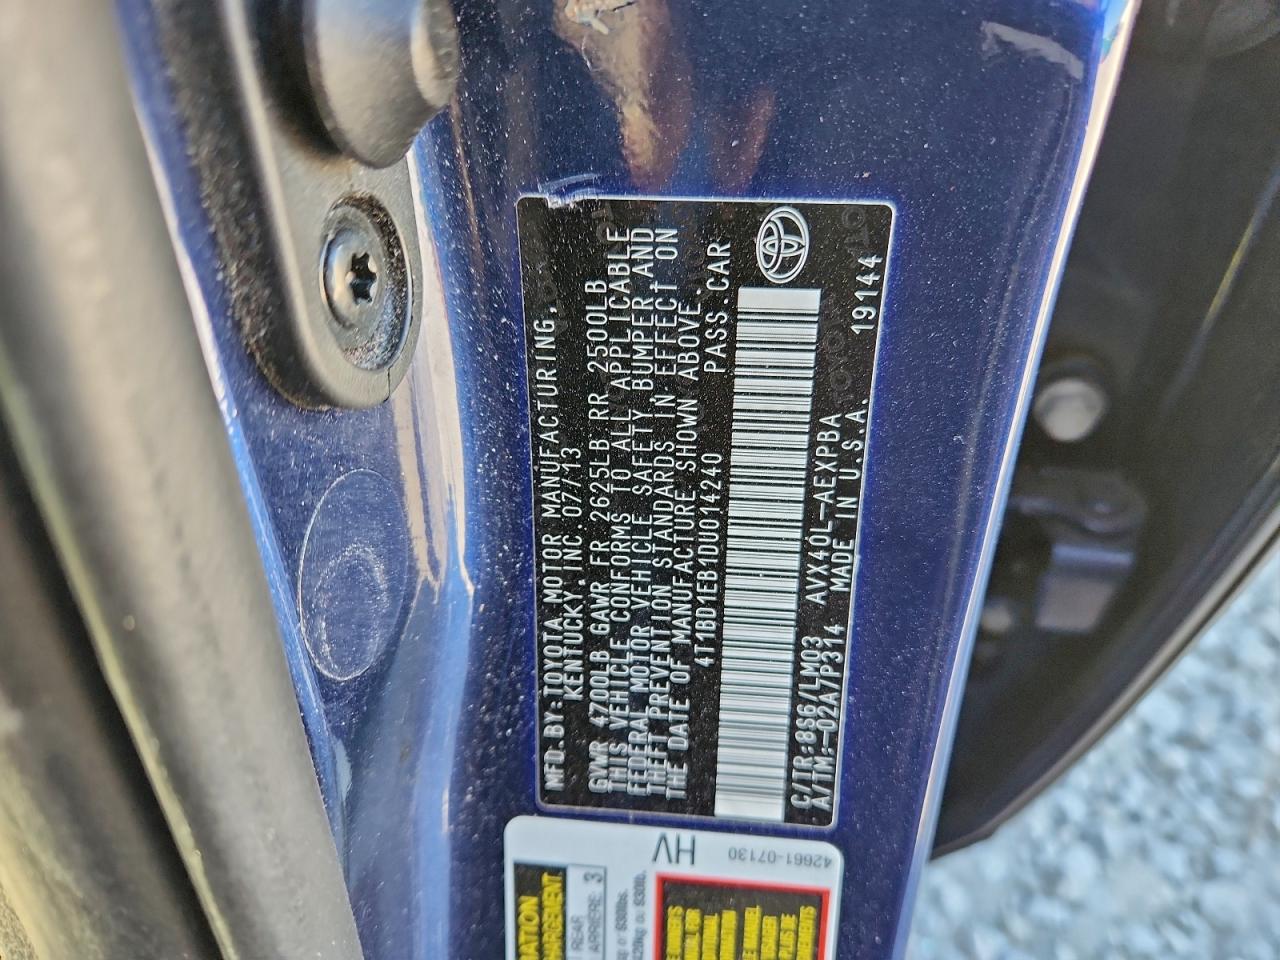 MFD.BY:TOYOTA MOTOR MANUFACTURING,
KENTUCKY,INC.07/13
GVWR 4700LB GAWR FR 2625LB RR 2500LB
THIS VEHICLE CONFORMS TO ALL APPLICABLE
FEDERAL MOTOR VEHICLE SAFETY,BUMPER,AND
THEFT PREVENTION STANDARDS IN EFFECT ON
THE DATE OF MANUFACTURE SHOWN ABOVE.
4T1BD1EB1DU014240 PASS.CAR
C/TR:8S6/LM03 AVX40L-AEXPBA
A/TM:-02A/P314 MADE IN U.S.A. 19144
HV
42661-07130
REAR
ARRIERE 3